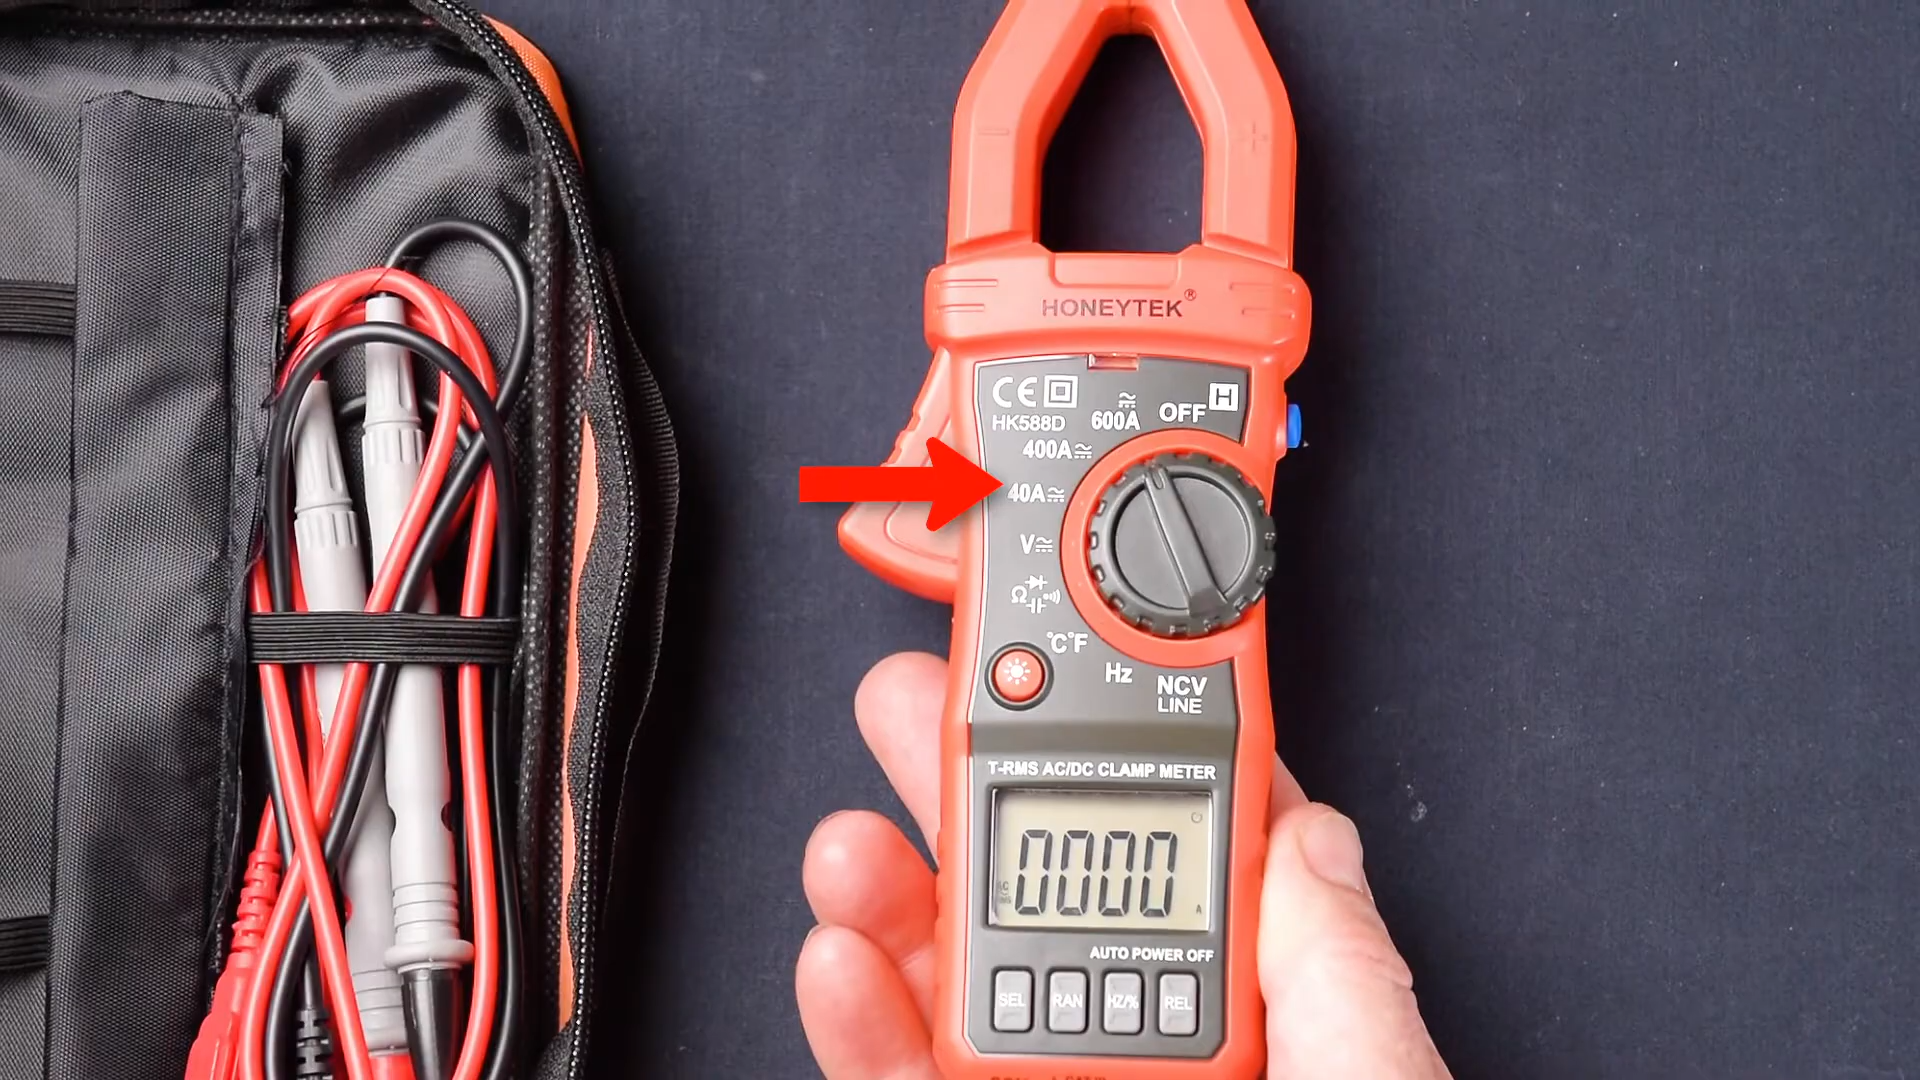 HONEYTEK®
CE
HK588D
600A
OFF
H
400A
40A
V
Ω
°C°F
Hz
NCV
LINE
T-RMS AC/DC CLAMP METER
0000
A
AUTO POWER OFF
SEL
RAN
HZ/%
REL